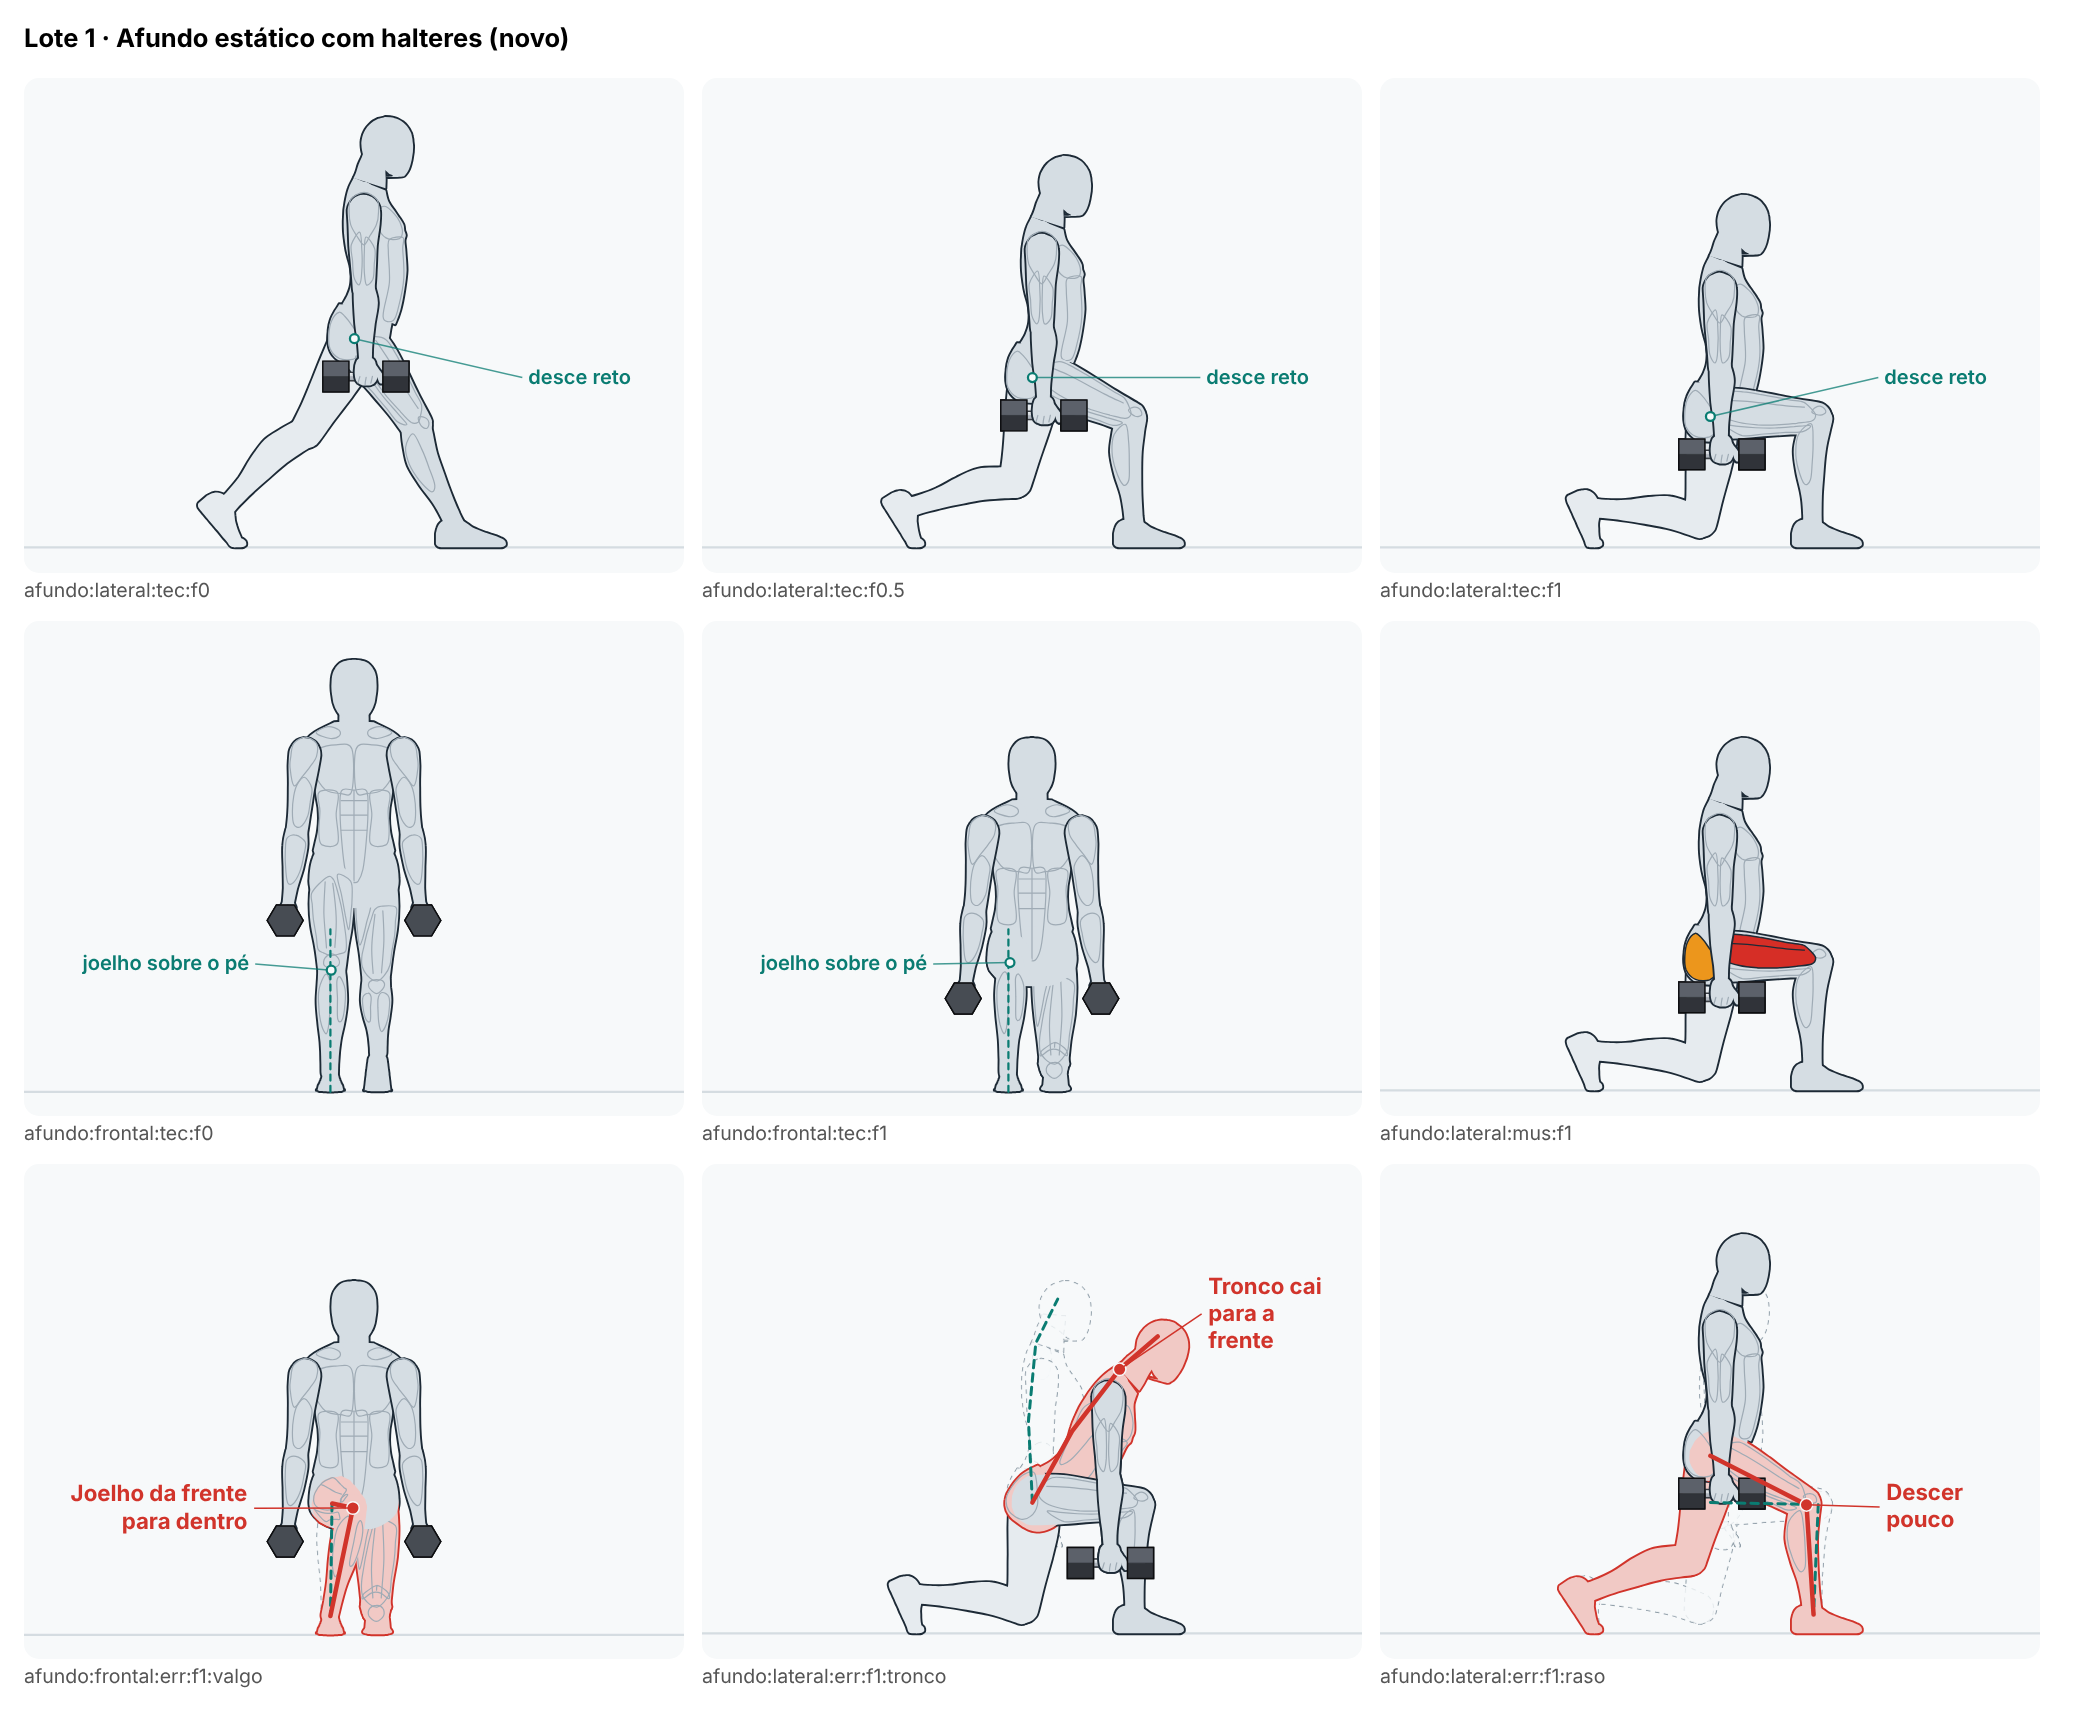 Lote 1 · Afundo estático com halteres (novo)
desce reto
desce reto
desce reto
afundo:lateral:tec:f0
afundo:lateral:tec:f0.5
afundo:lateral:tec:f1
joelho sobre o pé
joelho sobre o pé
afundo:frontal:tec:f0
afundo:frontal:tec:f1
afundo:lateral:mus:f1
Joelho da frente
para dentro
Tronco cai
para a
frente
Descer
pouco
afundo:frontal:err:f1:valgo
afundo:lateral:err:f1:tronco
afundo:lateral:err:f1:raso